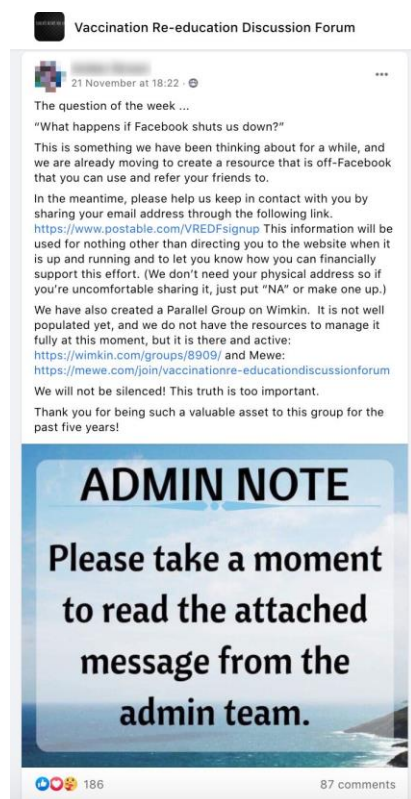 Vaccination Re-education Discussion Forum
21 November at 18:22 ·
The question of the week ...
“What happens if Facebook shuts us down?”
This is something we have been thinking about for a while, and
we are already moving to create a resource that is off-Facebook
that you can use and refer your friends to.
In the meantime, please help us keep in contact with you by
sharing your email address through the following link.
https://www.postable.com/VREDFsignup This information will be
used for nothing other than directing you to the website when it
is up and running and to let you know how you can financially
support this effort. (We don’t need your physical address so if
you’re uncomfortable sharing it, just put “NA” or make one up.)
We have also created a Parallel Group on Wimkin.  It is not well
populated yet, and we do not have the resources to manage it
fully at this moment, but it is there and active:
https://wimkin.com/groups/8909/ and Mewe:
https://mewe.com/join/vaccinationre-educationdiscussionforum
We will not be silenced! This truth is too important.
Thank you for being such a valuable asset to this group for the
past five years!
ADMIN NOTE
Please take a moment
to read the attached
message from the
admin team.
186
87 comments